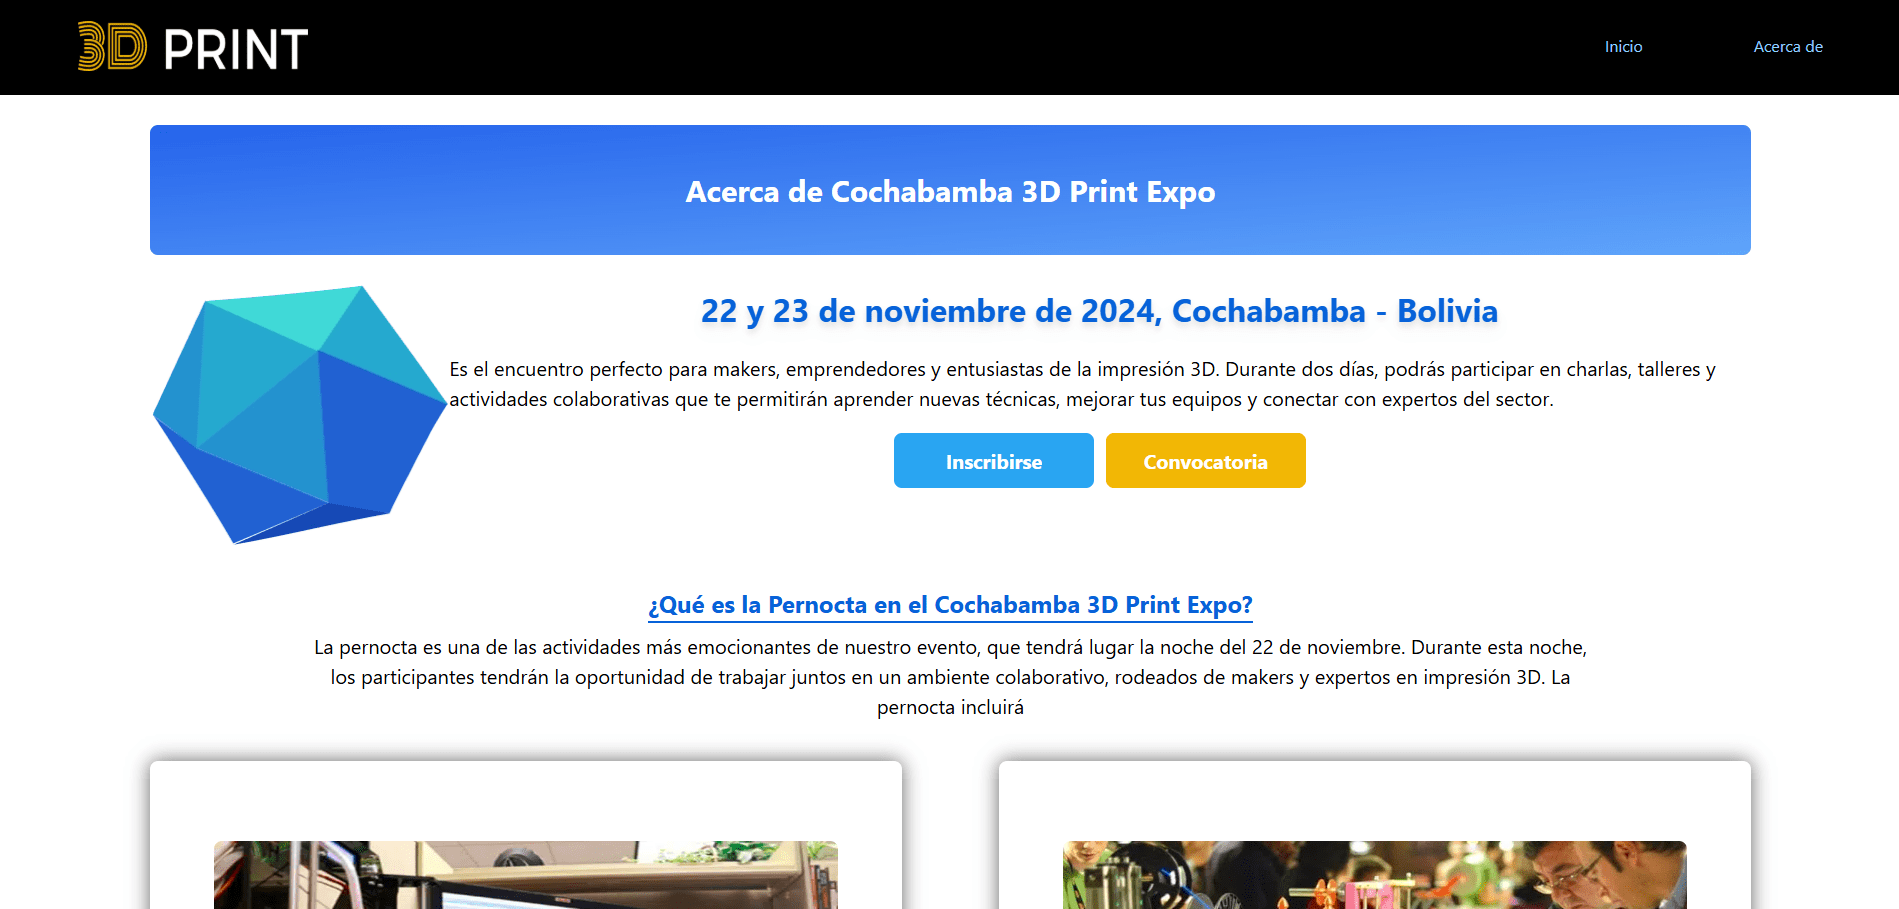 3D PRINT
Inicio
Acerca de
Acerca de Cochabamba 3D Print Expo
22 y 23 de noviembre de 2024, Cochabamba - Bolivia
Es el encuentro perfecto para makers, emprendedores y entusiastas de la impresión 3D. Durante dos días, podrás participar en charlas, talleres y
actividades colaborativas que te permitirán aprender nuevas técnicas, mejorar tus equipos y conectar con expertos del sector.
Inscribirse
Convocatoria
¿Qué es la Pernocta en el Cochabamba 3D Print Expo?
La pernocta es una de las actividades más emocionantes de nuestro evento, que tendrá lugar la noche del 22 de noviembre. Durante esta noche,
los participantes tendrán la oportunidad de trabajar juntos en un ambiente colaborativo, rodeados de makers y expertos en impresión 3D. La
pernocta incluirá